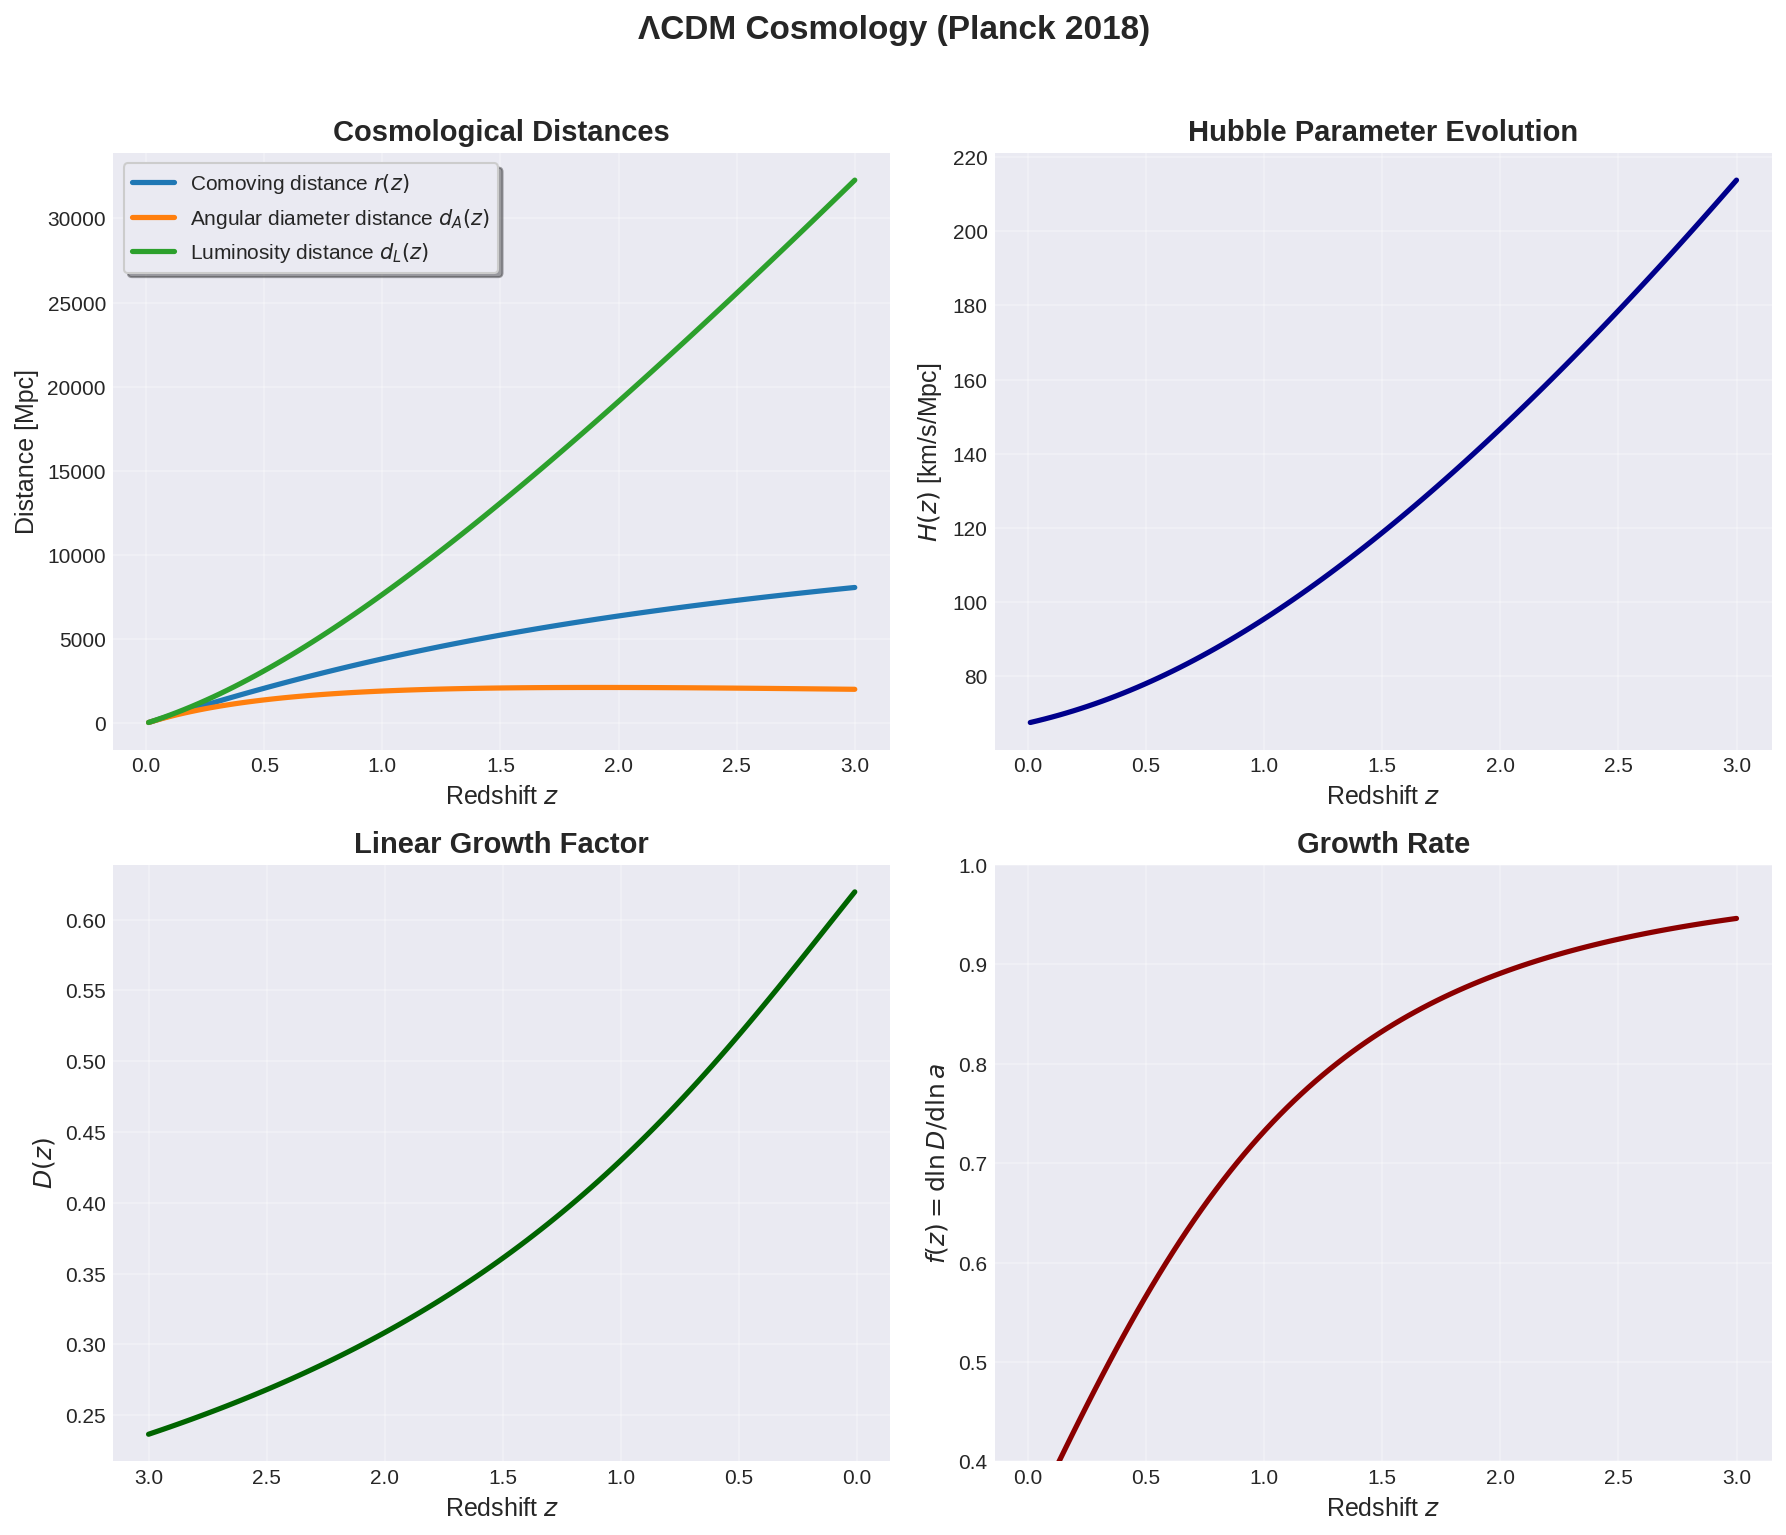 ΛCDM Cosmology (Planck 2018)
Cosmological Distances
Comoving distance r(z)
Angular diameter distance d_A(z)
Luminosity distance d_L(z)
30000
25000
20000
15000
10000
5000
0
Distance [Mpc]
0.0 0.5 1.0 1.5 2.0 2.5 3.0
Redshift z
Hubble Parameter Evolution
220
200
180
160
140
120
100
80
H(z) [km/s/Mpc]
0.0 0.5 1.0 1.5 2.0 2.5 3.0
Redshift z
Linear Growth Factor
0.60
0.55
0.50
0.45
0.40
0.35
0.30
0.25
D(z)
3.0 2.5 2.0 1.5 1.0 0.5 0.0
Redshift z
Growth Rate
1.0
0.9
0.8
0.7
0.6
0.5
0.4
f(z) = dln D/dln a
0.0 0.5 1.0 1.5 2.0 2.5 3.0
Redshift z